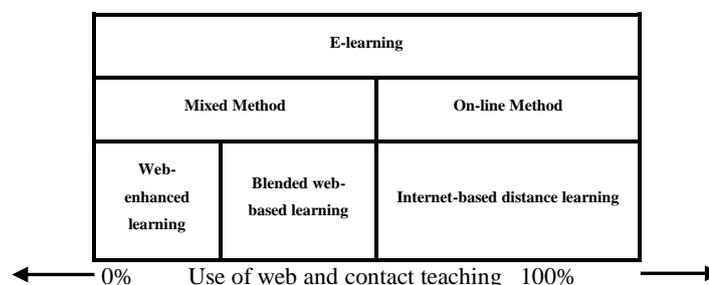 E-learning
Mixed Method
On-line Method
Web-
enhanced
learning
Blended web-
based learning
Internet-based distance learning
0% Use of web and contact teaching 100%